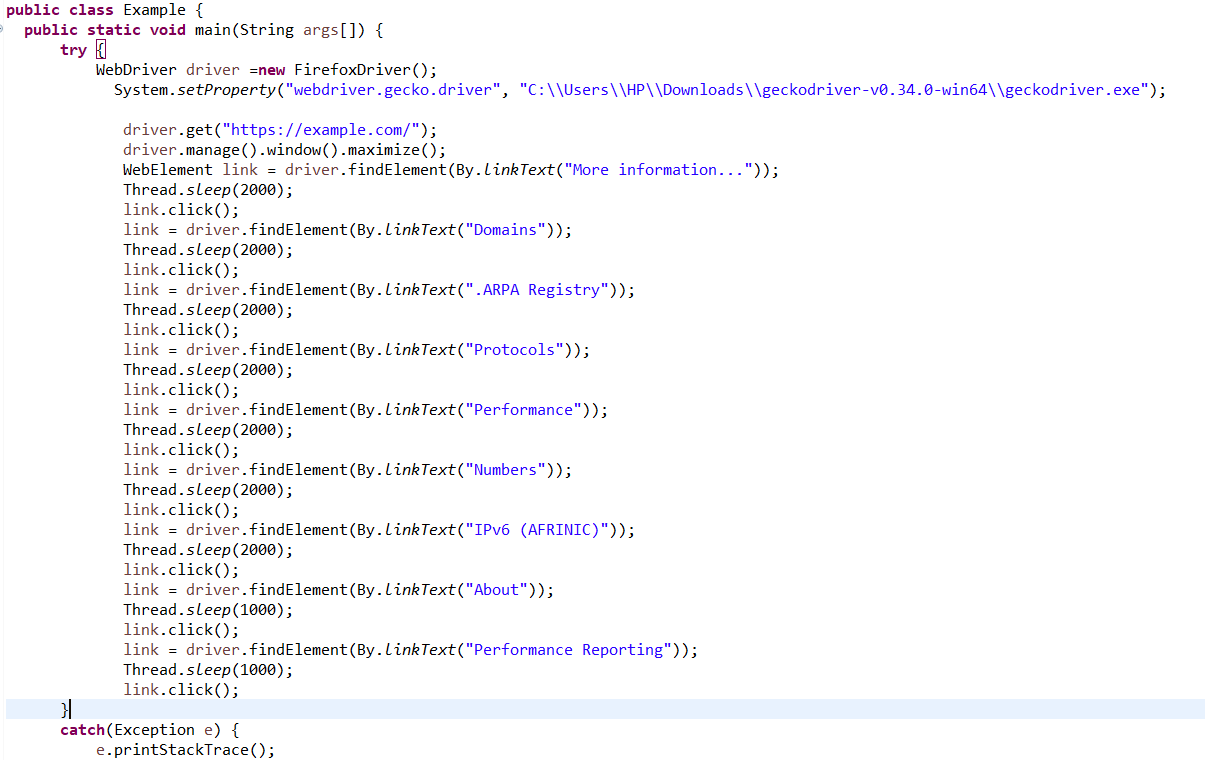 public class Example {
public static void main(String args[]) {
try {
WebDriver driver =new FirefoxDriver();
System.setProperty("webdriver.gecko.driver", "C:\\Users\\HP\\Downloads\\geckodriver-v0.34.0-win64\\geckodriver.exe");
driver.get("https://example.com/");
driver.manage().window().maximize();
WebElement link = driver.findElement(By.linkText("More information..."));
Thread.sleep(2000);
link.click();
link = driver.findElement(By.linkText("Domains"));
Thread.sleep(2000);
link.click();
link = driver.findElement(By.linkText(".ARPA Registry"));
Thread.sleep(2000);
link.click();
link = driver.findElement(By.linkText("Protocols"));
Thread.sleep(2000);
link.click();
link = driver.findElement(By.linkText("Performance"));
Thread.sleep(2000);
link.click();
link = driver.findElement(By.linkText("Numbers"));
Thread.sleep(2000);
link.click();
link = driver.findElement(By.linkText("IPv6 (AFRINIC)"));
Thread.sleep(2000);
link.click();
link = driver.findElement(By.linkText("About"));
Thread.sleep(1000);
link.click();
link = driver.findElement(By.linkText("Performance Reporting"));
Thread.sleep(1000);
link.click();
}
catch(Exception e) {
e.printStackTrace();